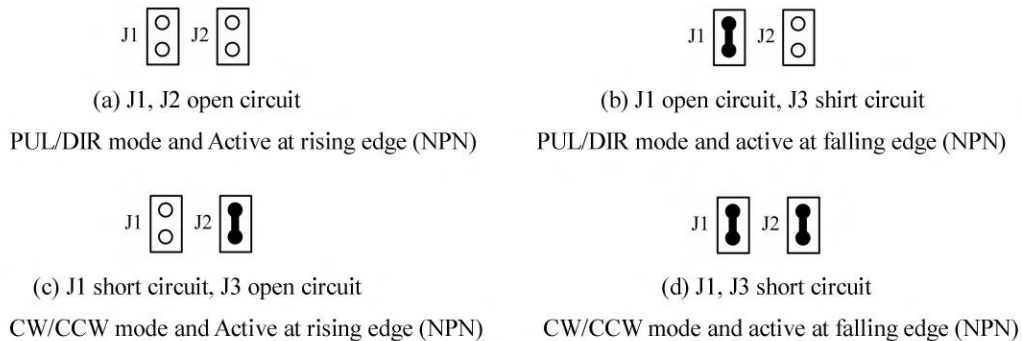 J1 J2
J1 J2
(a) J1, J2 open circuit
(b) J1 open circuit, J3 shirt circuit
PUL/DIR mode and Active at rising edge (NPN)
PUL/DIR mode and active at falling edge (NPN)
J1 J2
J1 J2
(c) J1 short circuit, J3 open circuit
(d) J1, J3 short circuit
CW/CCW mode and Active at rising edge (NPN)
CW/CCW mode and active at falling edge (NPN)